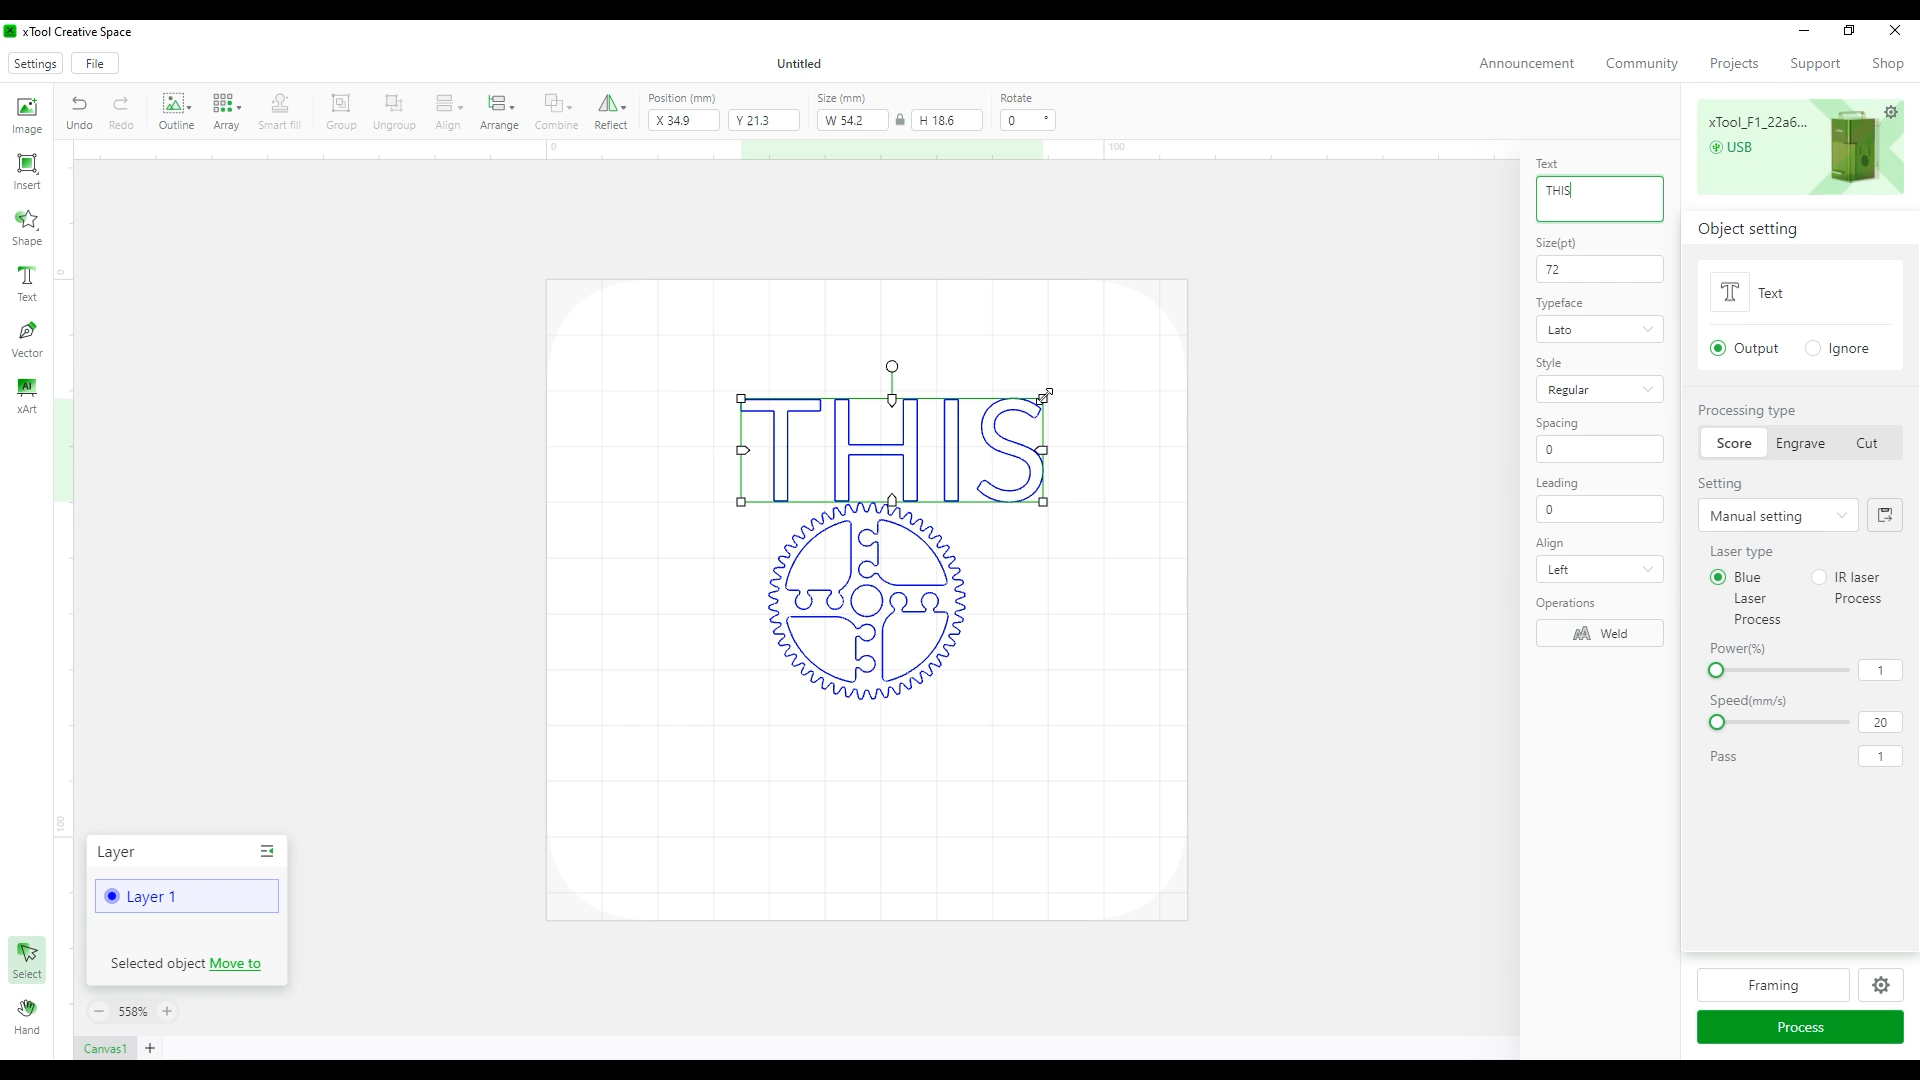 xTool Creative Space
Settings File Untitled Announcement Community Projects Support Shop
Undo Redo Outline Array Smart fill Group Ungroup Align Arrange Combine Reflect
Position (mm) Size (mm) Rotate
X 34.9 Y 21.3 W 54.2 H 18.6 0 °
Image
Insert
Shape
Text
Vector
AI
xArt
Select
Hand
0 100
0
100
THIS
Layer
Layer 1
Selected object Move to
558%
Canvas1
Text
THIS
Size(pt)
72
Typeface
Lato
Style
Regular
Spacing
0
Leading
0
Align
Left
Operations
Weld
xTool_F1_22a6...
USB
Object setting
Text
Output Ignore
Processing type
Score Engrave Cut
Setting
Manual setting
Laser type
Blue Laser Process
IR laser Process
Power(%)
1
Speed(mm/s)
20
Pass 1
Framing
Process